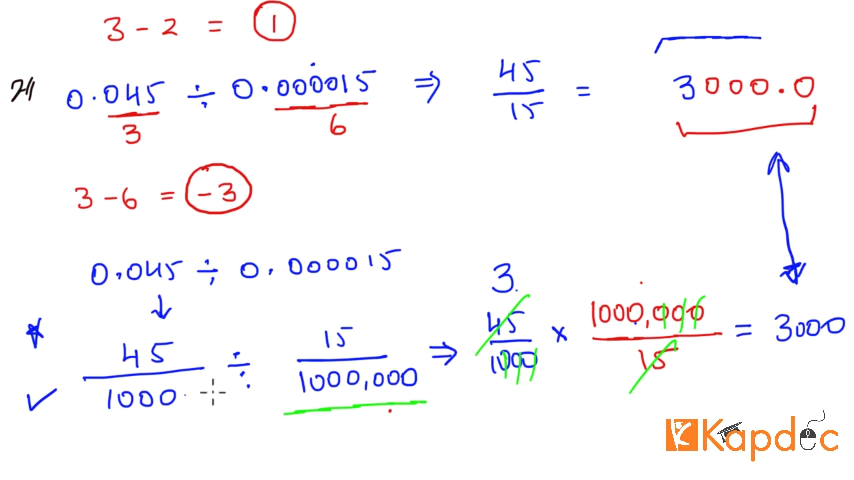 3 - 2 = 1
0.045 ÷ 0.000015 ⇒ 45/15 = 3000.0
3 6
3 - 6 = -3
0.045 ÷ 0.000015
3
45/1000 ÷ 15/1000,000 ⇒ 45/1000 × 1000,000/15 = 3000
Kapdec